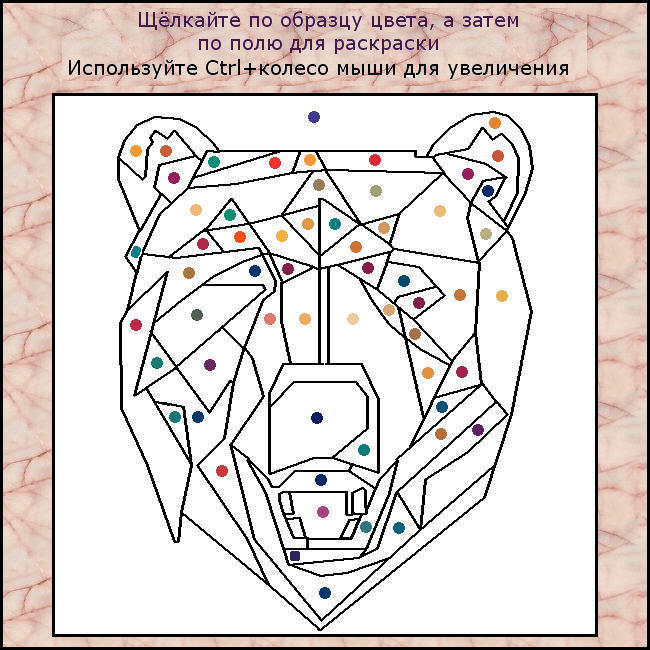 Щёлкайте по образцу цвета, а затем
по полю для раскраски
Используйте Ctrl+колесо мыши для увеличения